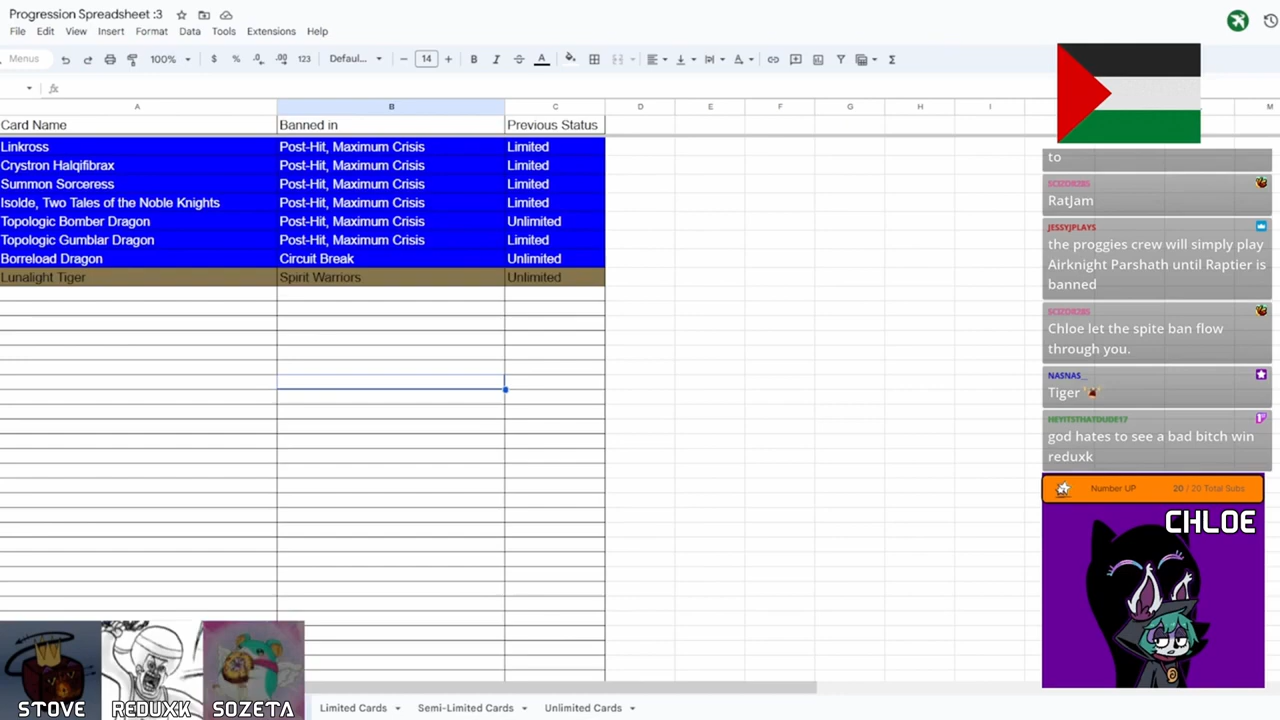 Progression Spreadsheet :3
File Edit View Insert Format Data Tools Extensions Help
Menus 100% $ % .0 .00 123 Defaul... − 14 + B I A Σ
fx
A B C D E F G H I M
Card Name Banned in Previous Status
Linkross Post-Hit, Maximum Crisis Limited
Crystron Halqifibrax Post-Hit, Maximum Crisis Limited
Summon Sorceress Post-Hit, Maximum Crisis Limited
Isolde, Two Tales of the Noble Knights Post-Hit, Maximum Crisis Limited
Topologic Bomber Dragon Post-Hit, Maximum Crisis Unlimited
Topologic Gumblar Dragon Post-Hit, Maximum Crisis Limited
Borreload Dragon Circuit Break Unlimited
Lunalight Tiger Spirit Warriors Unlimited
to
RatJam
JESSYJPLAYS
the proggies crew will simply play
Airknight Parshath until Raptier is
banned
Chloe let the spite ban flow
through you.
NASNAS_
Tiger
HEYITSTHATDUDE17
god hates to see a bad bitch win
reduxk
Number UP 20 / 20 Total Subs
CHLOE
STOVE REDUXK SOZETA
Limited Cards Semi-Limited Cards Unlimited Cards